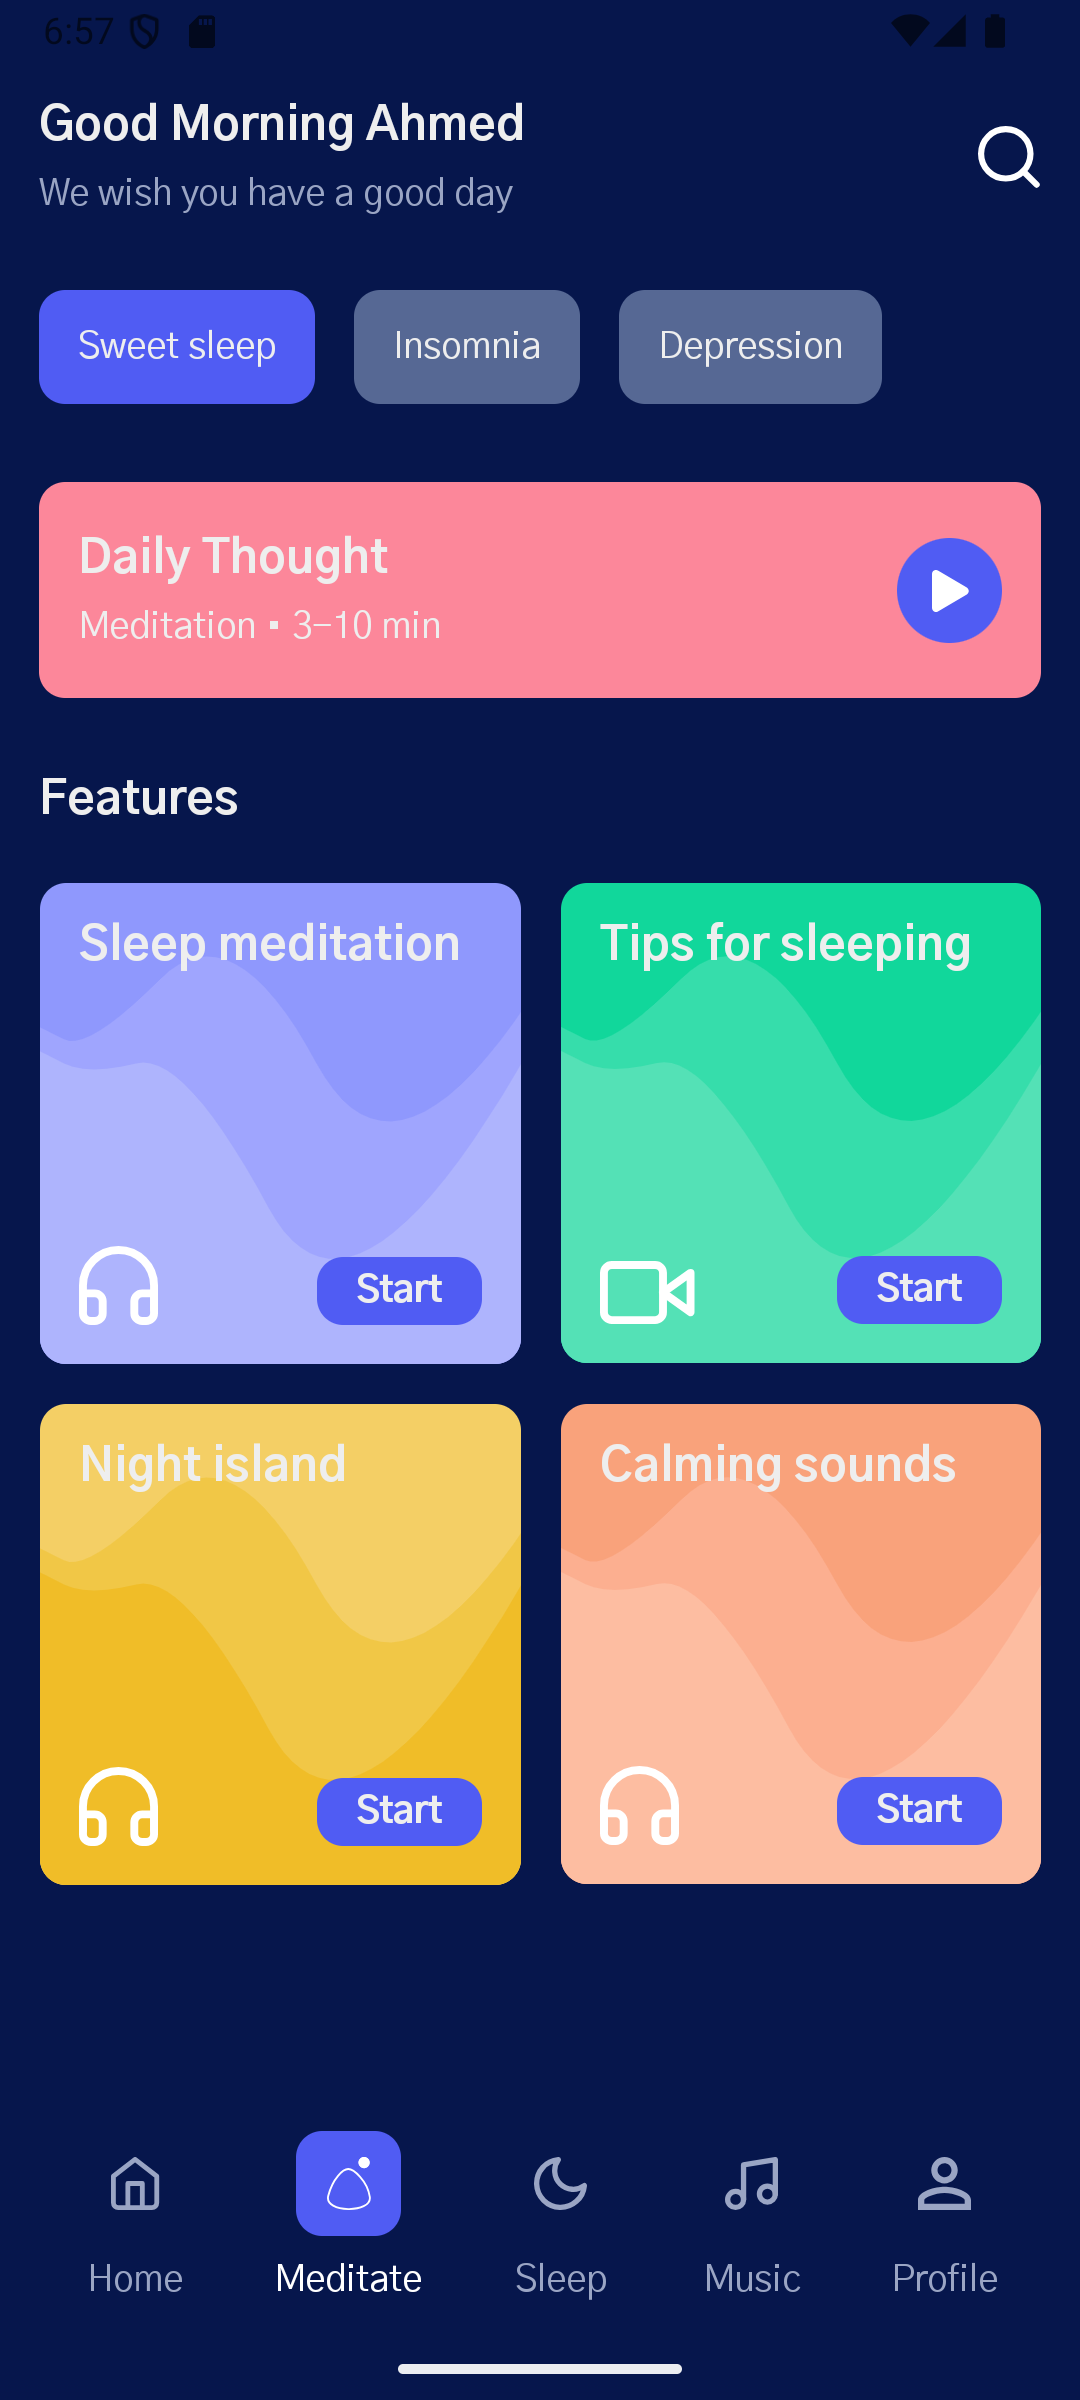 6:57
Good Morning Ahmed
We wish you have a good day
Sweet sleep
Insomnia
Depression
Daily Thought
Meditation ▪ 3-10 min
Features
Sleep meditation
Tips for sleeping
Start
Start
Night island
Calming sounds
Start
Start
Home
Meditate
Sleep
Music
Profile